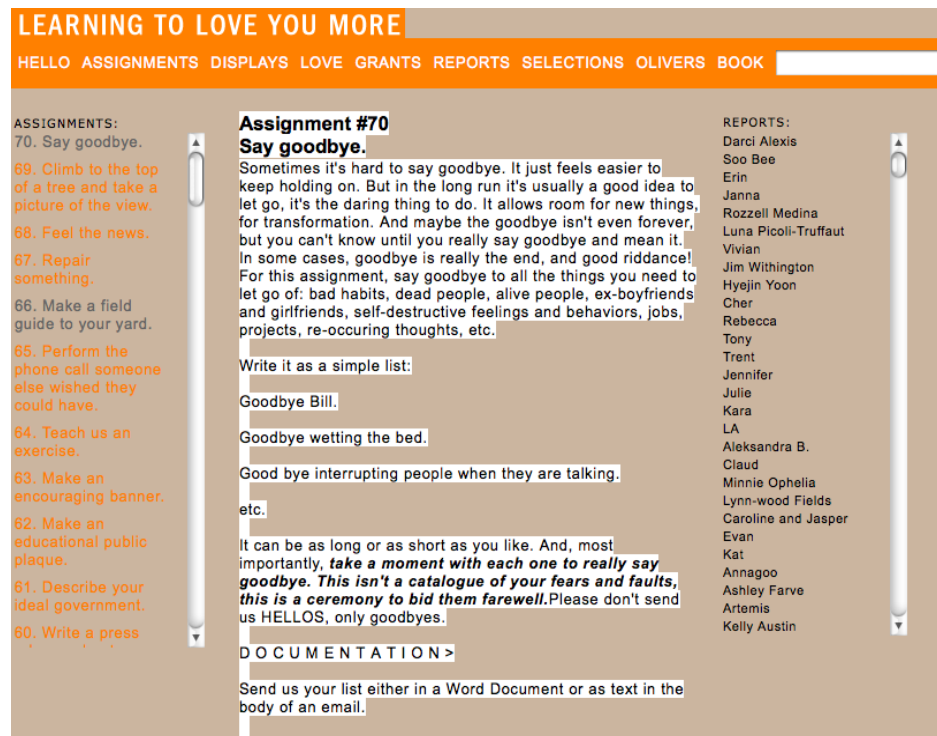 LEARNING TO LOVE YOU MORE
HELLO ASSIGNMENTS DISPLAYS LOVE GRANTS REPORTS SELECTIONS OLIVERS BOOK
ASSIGNMENTS:
70. Say goodbye.
69. Climb to the top
of a tree and take a
picture of the view.
68. Feel the news.
67. Repair
something.
66. Make a field
guide to your yard.
65. Perform the
phone call someone
else wished they
could have.
64. Teach us an
exercise.
63. Make an
encouraging banner.
62. Make an
educational public
plaque.
61. Describe your
ideal government.
60. Write a press
Assignment #70
Say goodbye.
Sometimes it's hard to say goodbye. It just feels easier to
keep holding on. But in the long run it's usually a good idea to
let go, it's the daring thing to do. It allows room for new things,
for transformation. And maybe the goodbye isn't even forever,
but you can't know until you really say goodbye and mean it.
In some cases, goodbye is really the end, and good riddance!
For this assignment, say goodbye to all the things you need to
let go of: bad habits, dead people, alive people, ex-boyfriends
and girlfriends, self-destructive feelings and behaviors, jobs,
projects, re-occuring thoughts, etc.
Write it as a simple list:
Goodbye Bill.
Goodbye wetting the bed.
Good bye interrupting people when they are talking.
etc.
It can be as long or as short as you like. And, most
importantly, take a moment with each one to really say
goodbye. This isn't a catalogue of your fears and faults,
this is a ceremony to bid them farewell.Please don't send
us HELLOS, only goodbyes.
D O C U M E N T A T I O N >
Send us your list either in a Word Document or as text in the
body of an email.
REPORTS:
Darci Alexis
Soo Bee
Erin
Janna
Rozzell Medina
Luna Picoli-Truffaut
Vivian
Jim Withington
Hyejin Yoon
Cher
Rebecca
Tony
Trent
Jennifer
Julie
Kara
LA
Aleksandra B.
Claud
Minnie Ophelia
Lynn-wood Fields
Caroline and Jasper
Evan
Kat
Annagoo
Ashley Farve
Artemis
Kelly Austin